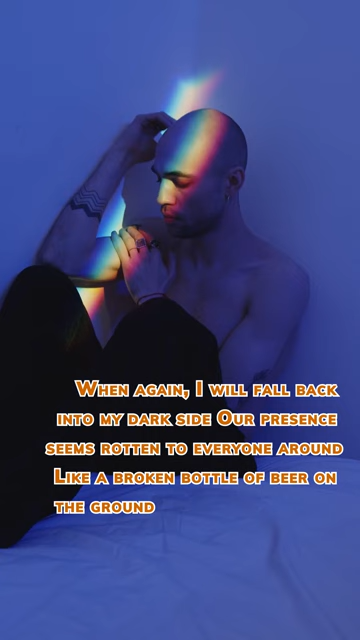 When again, I will fall back
into my dark side Our presence
seems rotten to everyone around
Like a broken bottle of beer on
the ground